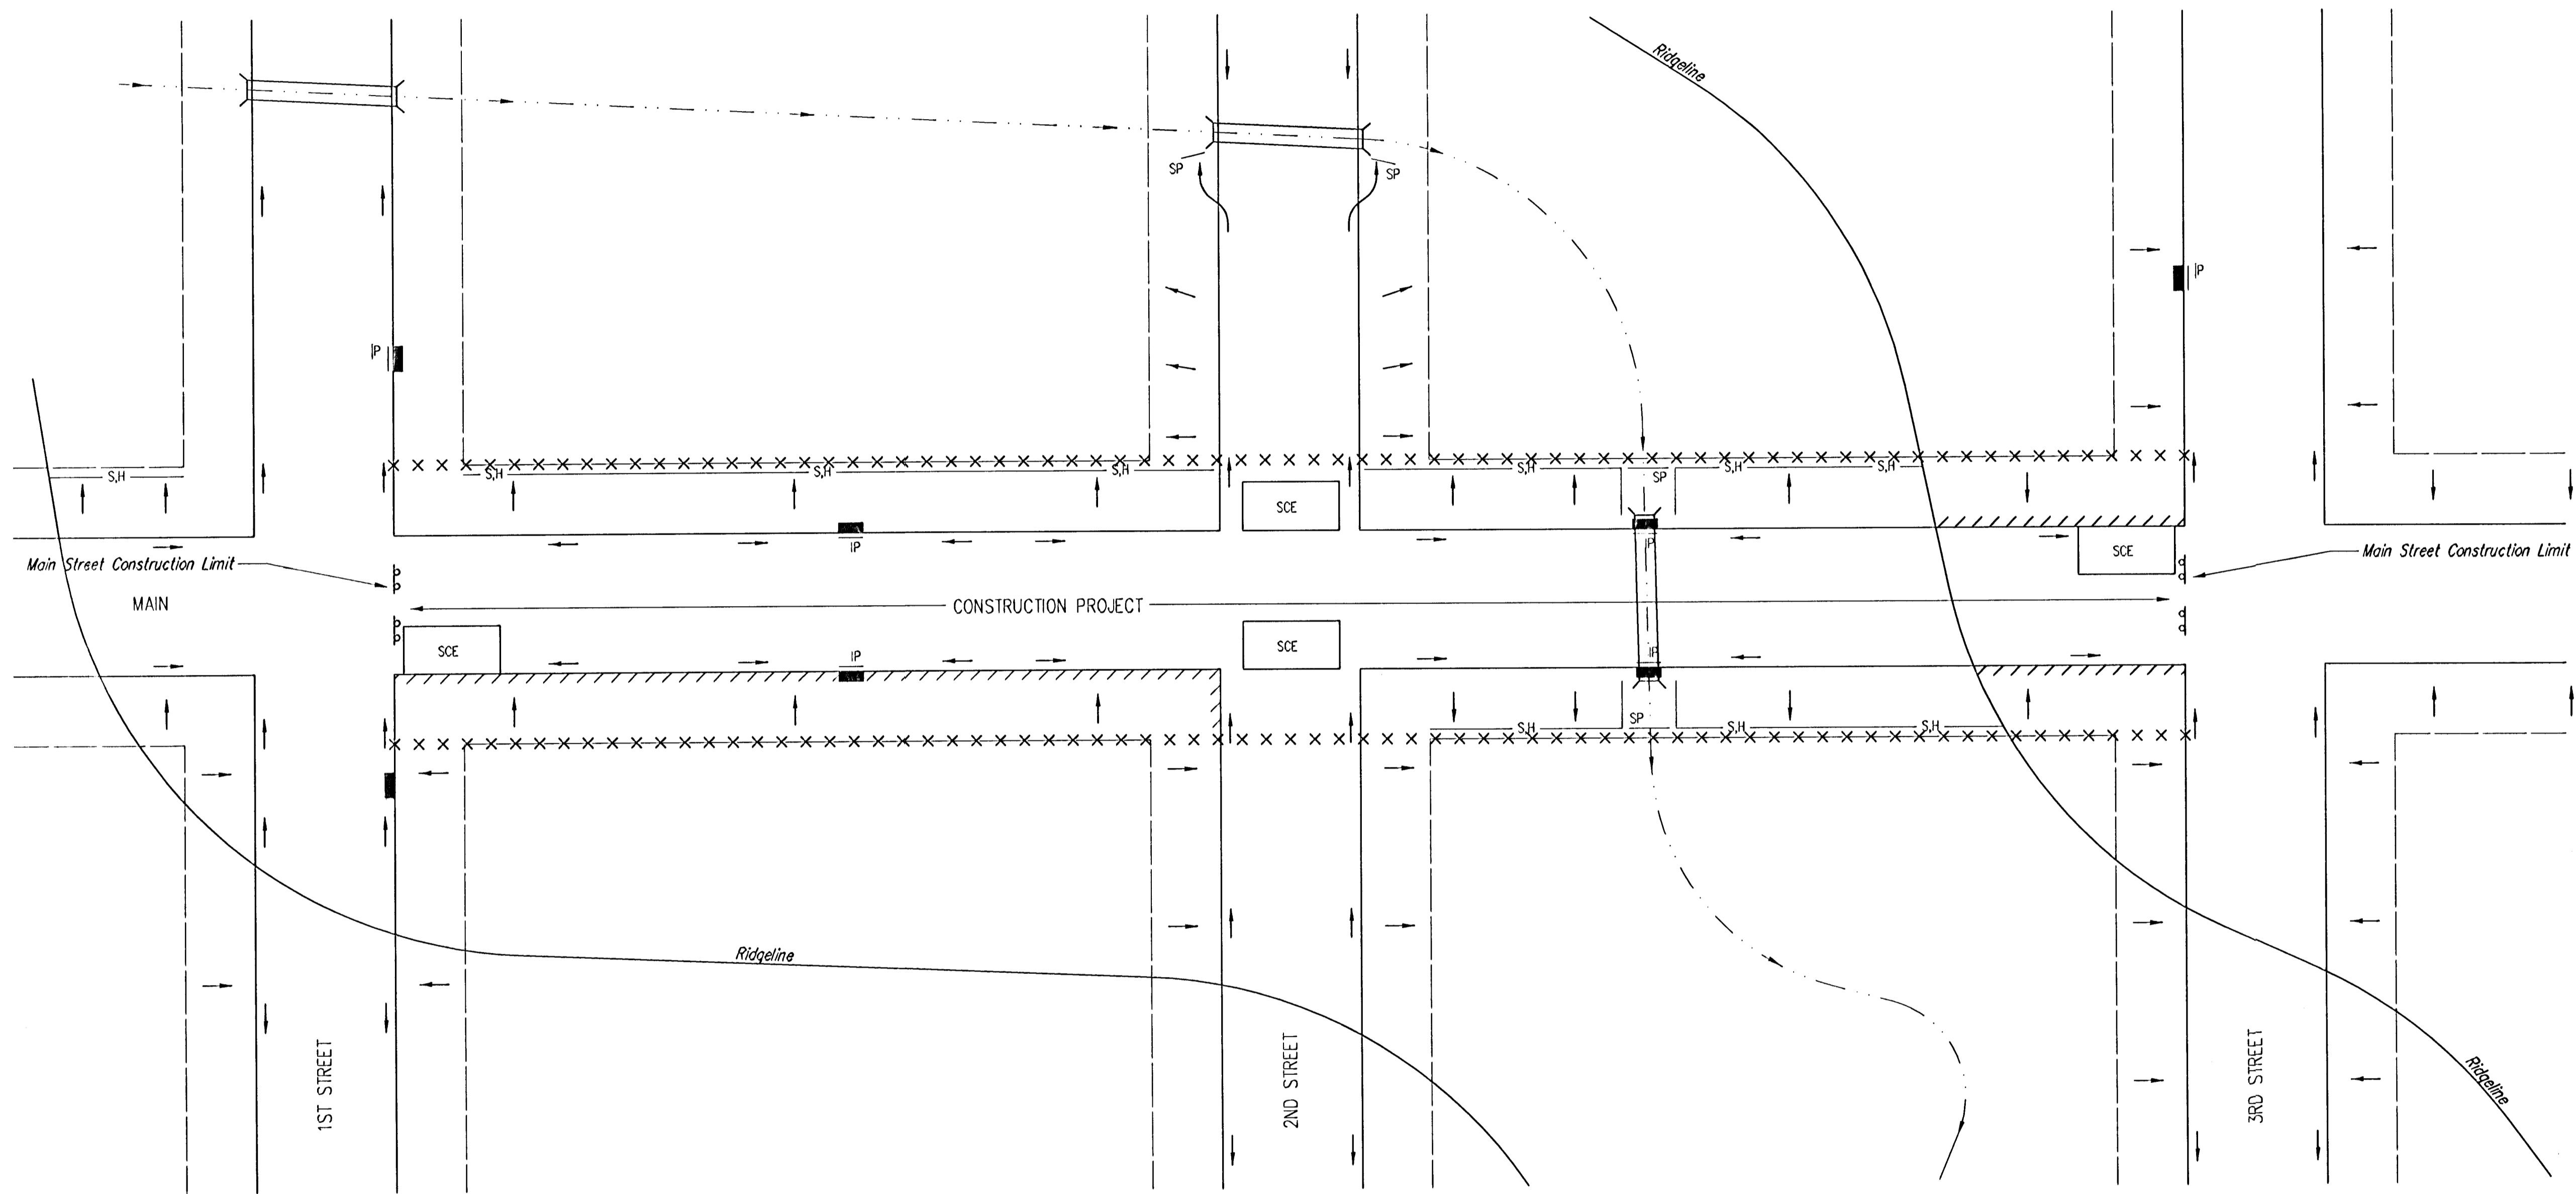 Ridgeline
SP
SP
IP
IP
S,H
S,H
S,H
S,H
S,H
SP
S,H
S,H
SCE
IP
IP
SCE
Main Street Construction Limit
Main Street Construction Limit
MAIN
CONSTRUCTION PROJECT
SCE
IP
SCE
IP
SP
S,H
S,H
S,H
Ridgeline
1ST STREET
2ND STREET
3RD STREET
Ridgeline